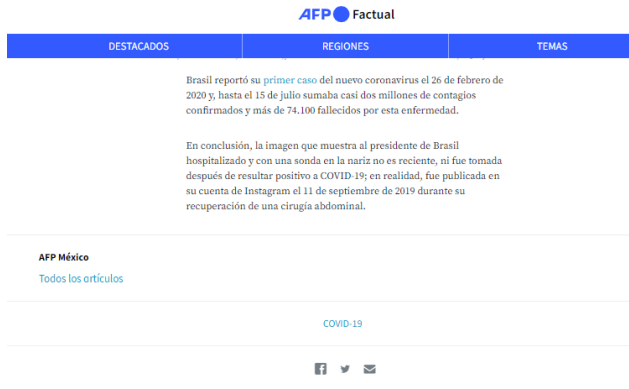 AFP Factual
DESTACADOS REGIONES TEMAS
Brasil reportó su primer caso del nuevo coronavirus el 26 de febrero de
2020 y, hasta el 15 de julio sumaba casi dos millones de contagios
confirmados y más de 74.100 fallecidos por esta enfermedad.
En conclusión, la imagen que muestra al presidente de Brasil
hospitalizado y con una sonda en la nariz no es reciente, ni fue tomada
después de resultar positivo a COVID-19; en realidad, fue publicada en
su cuenta de Instagram el 11 de septiembre de 2019 durante su
recuperación de una cirugía abdominal.
AFP México
Todos los artículos
COVID-19